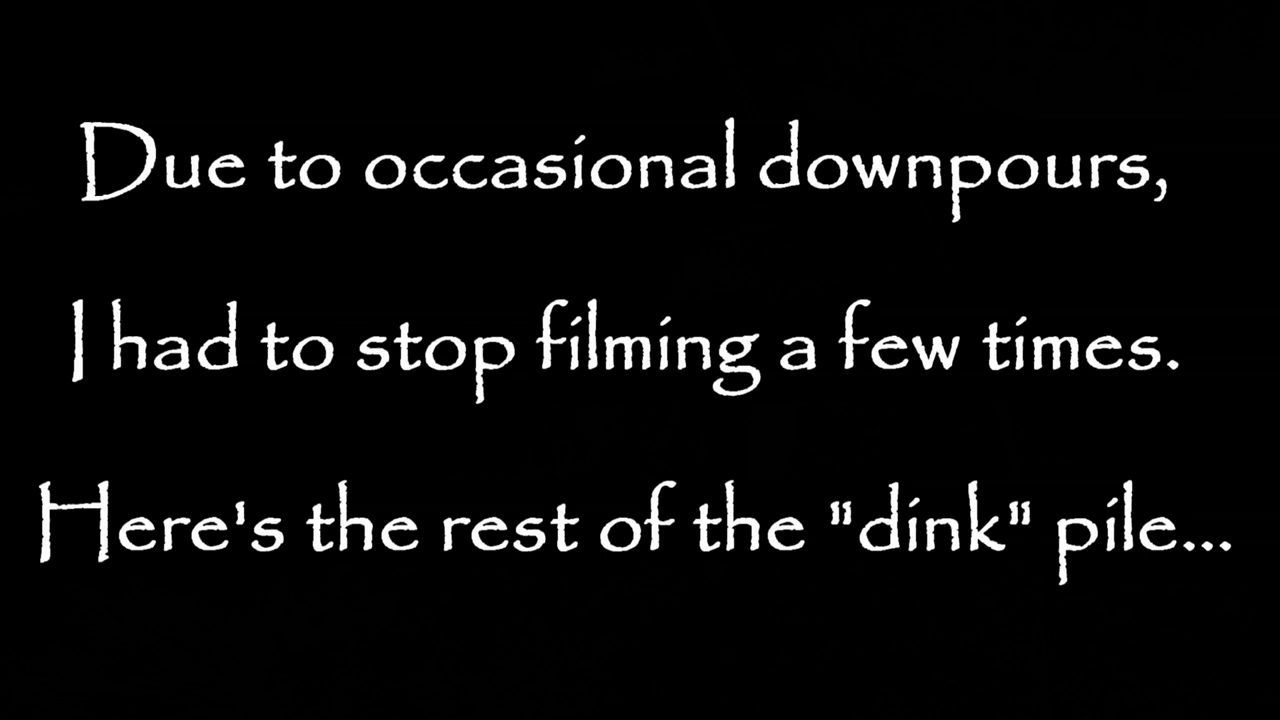 Due to occasional downpours,
I had to stop filming a few times.
Here's the rest of the "dink" pile...